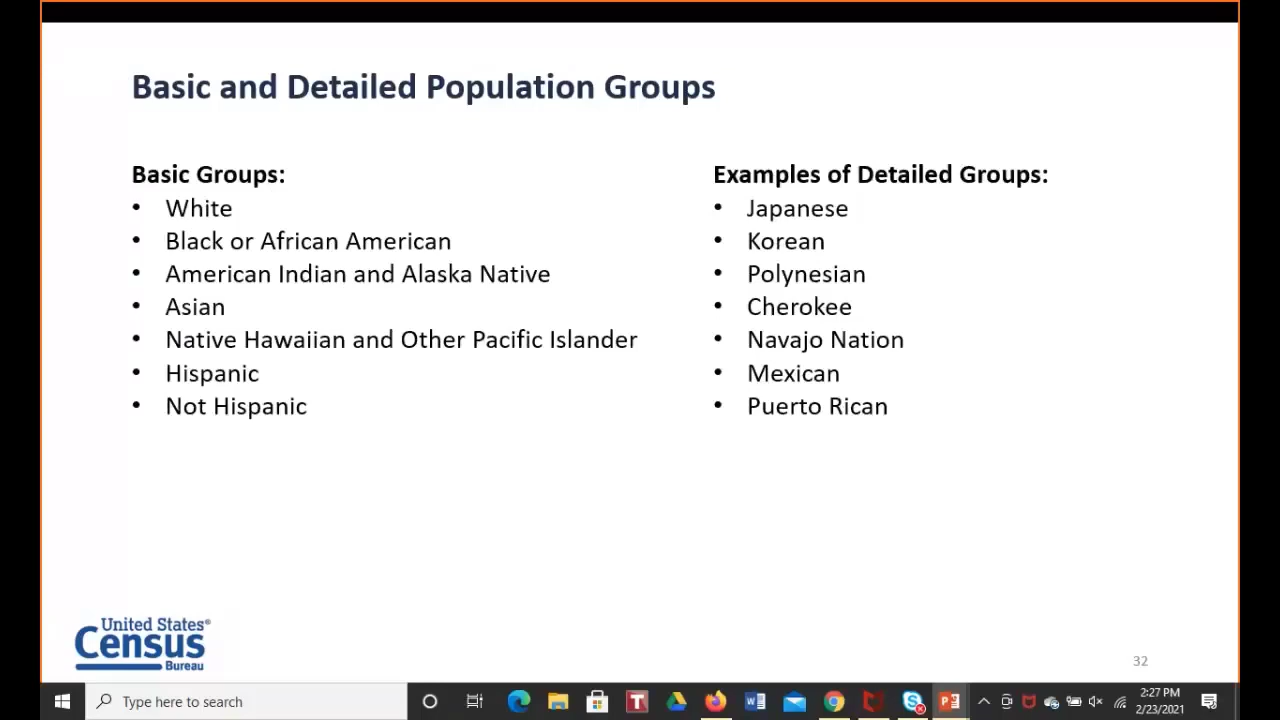 Basic and Detailed Population Groups
Basic Groups:
• White
• Black or African American
• American Indian and Alaska Native
• Asian
• Native Hawaiian and Other Pacific Islander
• Hispanic
• Not Hispanic
Examples of Detailed Groups:
• Japanese
• Korean
• Polynesian
• Cherokee
• Navajo Nation
• Mexican
• Puerto Rican
United States®
Census
Bureau
32
Type here to search
2:27 PM
2/23/2021